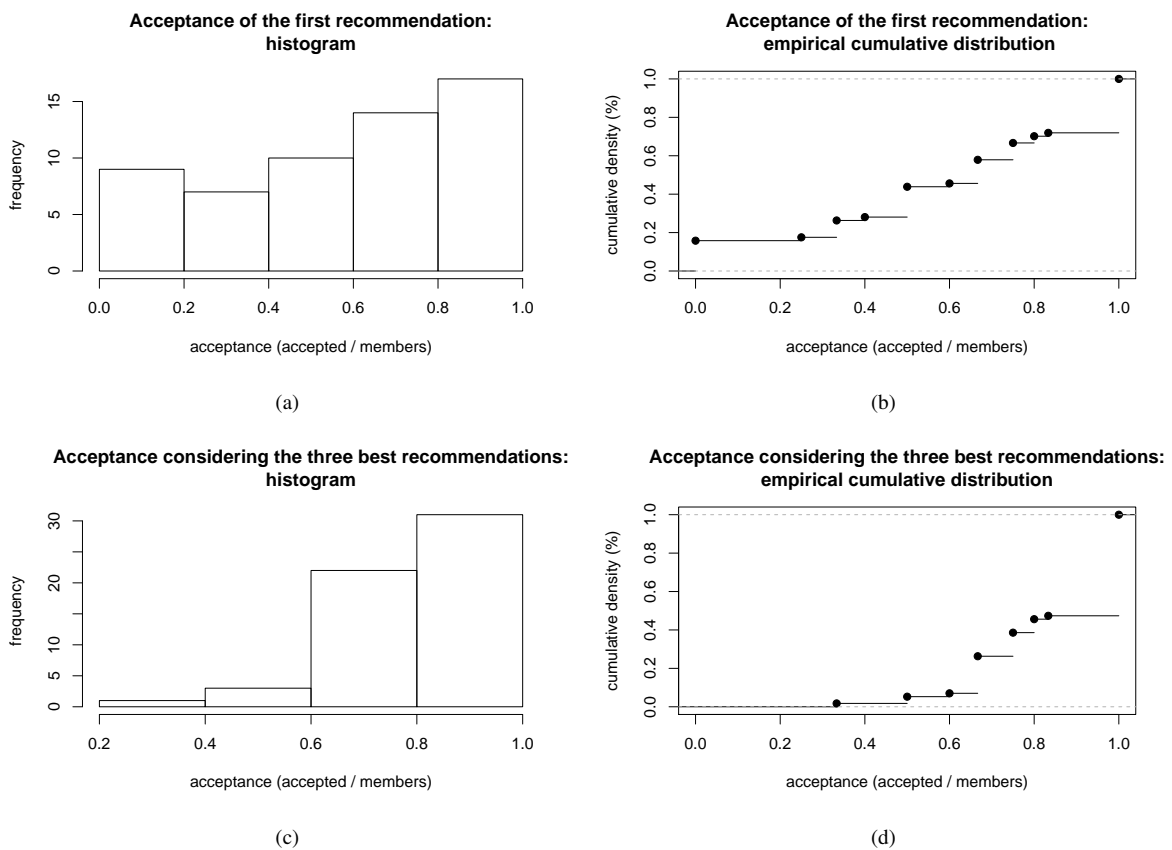 Acceptance of the first recommendation:
histogram
frequency
0
5
10
15
0.0 0.2 0.4 0.6 0.8 1.0
acceptance (accepted / members)
(a)
Acceptance of the first recommendation:
empirical cumulative distribution
cumulative density (%)
0.0 0.2 0.4 0.6 0.8 1.0
0.0 0.2 0.4 0.6 0.8 1.0
acceptance (accepted / members)
(b)
Acceptance considering the three best recommendations:
histogram
frequency
0 5 10 20 30
0.2 0.4 0.6 0.8 1.0
acceptance (accepted / members)
(c)
Acceptance considering the three best recommendations:
empirical cumulative distribution
cumulative density (%)
0.0 0.2 0.4 0.6 0.8 1.0
0.0 0.2 0.4 0.6 0.8 1.0
acceptance (accepted / members)
(d)